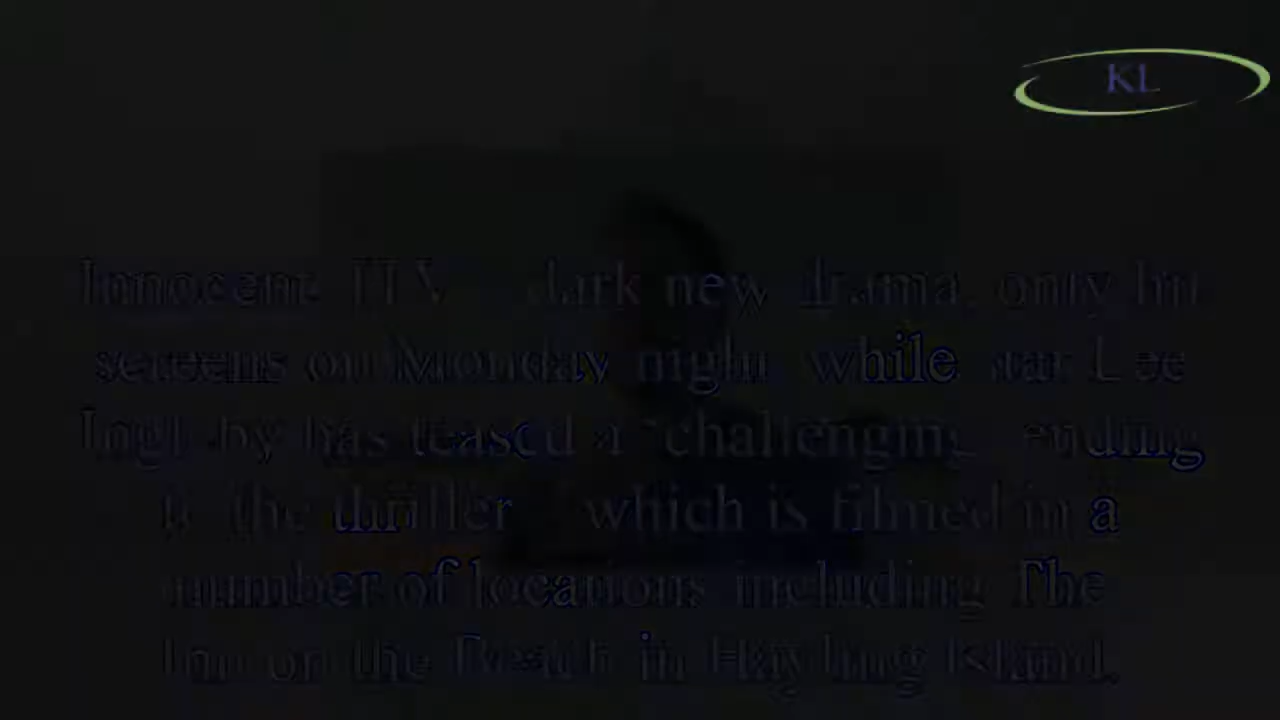 KL
Innocent, ITV dark new drama, only hit
screens on Monday night while star Lee
Ingleby has teased a "challenging" ending
to the thriller which is filmed in a
number of locations including The
Inn on the Beach in Hayling Island.